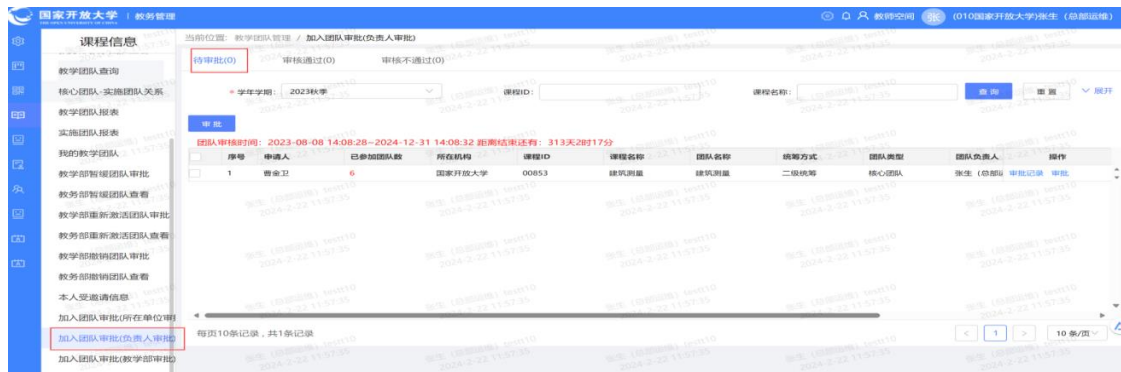 国家开放大学 教务管理 教师空间 张 (010国家开放大学)张生（总部运维）
课程信息
当前位置: 教学团队管理 / 加入团队审批(负责人审批)
待审批(0) 审核通过(0) 审核不通过(0)
教学团队查询
核心团队-实施团队关系
* 学年学期: 2023秋季 课程ID: 课程名称: 查询 重置 展开
教学团队报表
审批
实施团队报表
团队审核时间: 2023-08-08 14:08:28~2024-12-31 14:08:32 距离结束还有: 313天2时17分
我的教学团队
序号 申请人 已参加团队数 所在机构 课程ID 课程名称 团队名称 统筹方式 团队类型 团队负责人 操作
教学部暂缓团队审批
1 曹金卫 6 国家开放大学 00853 建筑测量 建筑测量 二级统筹 核心团队 张生（总部 审批记录 审批
教务部暂缓团队查看
教学部重新激活团队审批
教务部重新激活团队查看
教学部撤销团队审批
教务部撤销团队查看
本人受邀请信息
加入团队审批(所在单位审
加入团队审批(负责人审批)
每页10条记录，共1条记录 < 1 > 10 条/页
加入团队审批(教学部审批)
张生（总部运维）test10
2024-2-22 11:57:35